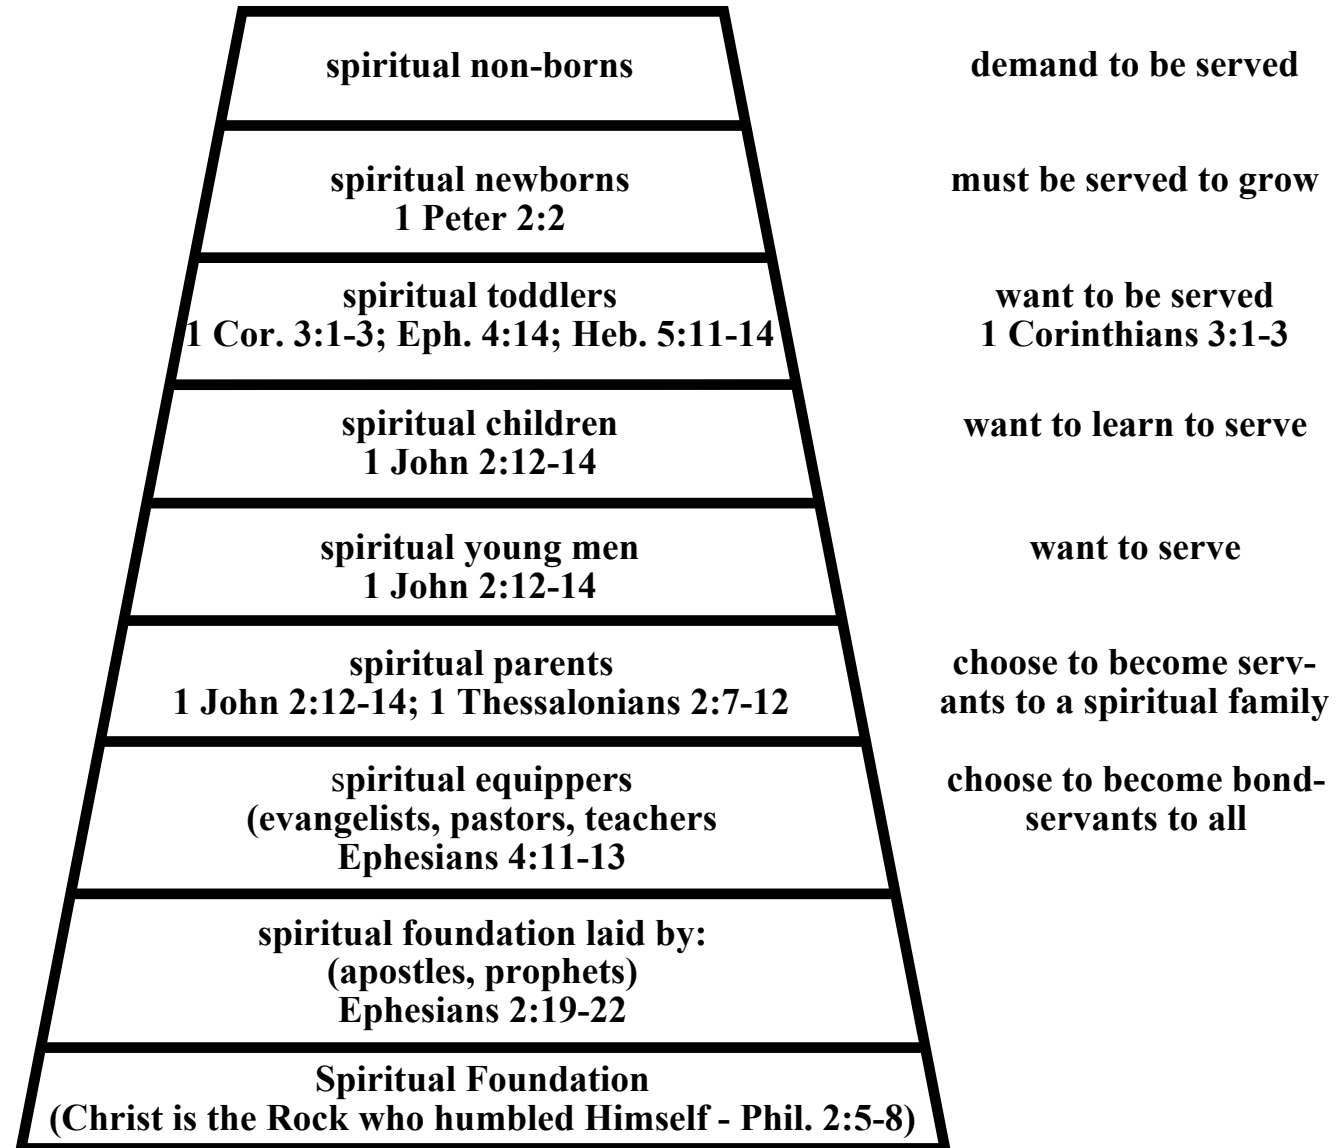 spiritual non-borns
demand to be served
spiritual newborns
1 Peter 2:2
must be served to grow
spiritual toddlers
1 Cor. 3:1-3; Eph. 4:14; Heb. 5:11-14
want to be served
1 Corinthians 3:1-3
spiritual children
1 John 2:12-14
want to learn to serve
spiritual young men
1 John 2:12-14
want to serve
spiritual parents
1 John 2:12-14; 1 Thessalonians 2:7-12
choose to become serv-
ants to a spiritual family
spiritual equippers
(evangelists, pastors, teachers
Ephesians 4:11-13
choose to become bond-
servants to all
spiritual foundation laid by:
(apostles, prophets)
Ephesians 2:19-22
Spiritual Foundation
(Christ is the Rock who humbled Himself - Phil. 2:5-8)